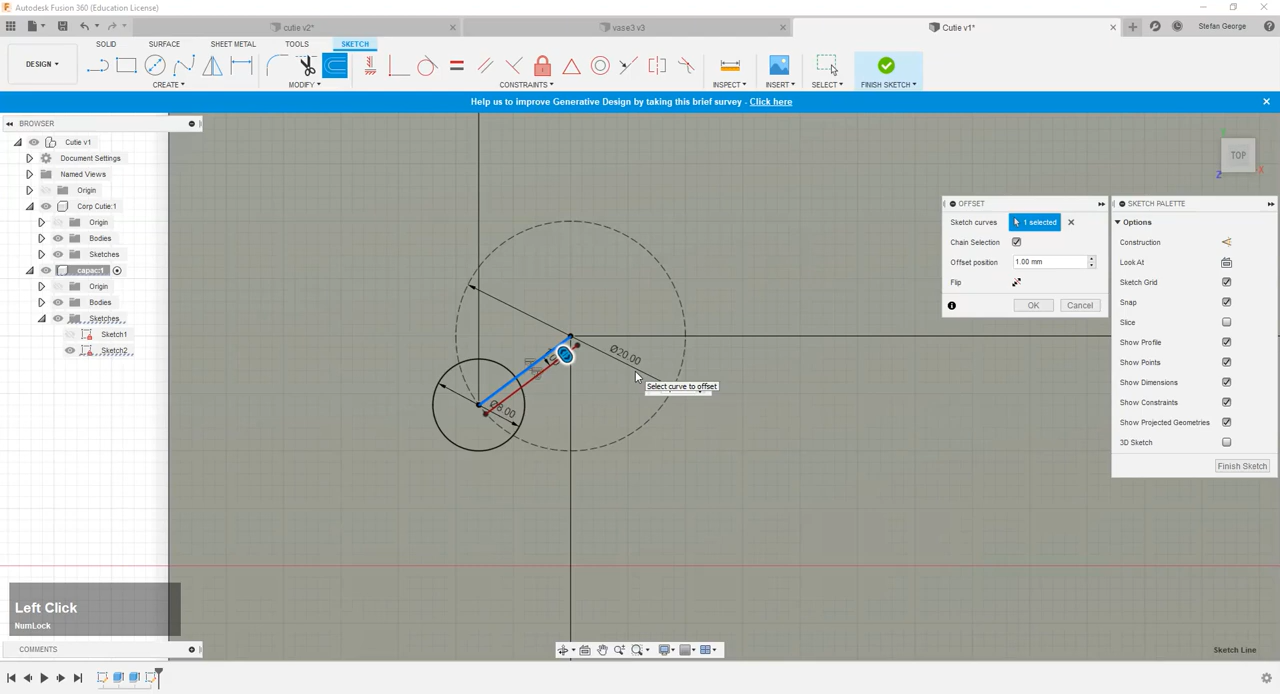 Autodesk Fusion 360 (Education License)
cutie v2*
vase3 v3
Cutie v1*
Stefan George
SOLID
SURFACE
SHEET METAL
TOOLS
SKETCH
DESIGN
CREATE
MODIFY
CONSTRAINTS
INSPECT
INSERT
SELECT
FINISH SKETCH
Help us to improve Generative Design by taking this brief survey - Click here
BROWSER
Cutie v1
Document Settings
Named Views
Origin
Corp Cutie:1
Origin
Bodies
Sketches
capac:1
Origin
Bodies
Sketches
Sketch1
Sketch2
TOP
X
Z
OFFSET
Sketch curves 1 selected
Chain Selection
Offset position 1.00 mm
Flip
OK Cancel
SKETCH PALETTE
Options
Construction
Look At
Sketch Grid
Snap
Slice
Show Profile
Show Points
Show Dimensions
Show Constraints
Show Projected Geometries
3D Sketch
Finish Sketch
Ø20.00
Ø8.00
Select curve to offset
Left Click
NumLock
COMMENTS
Sketch Line